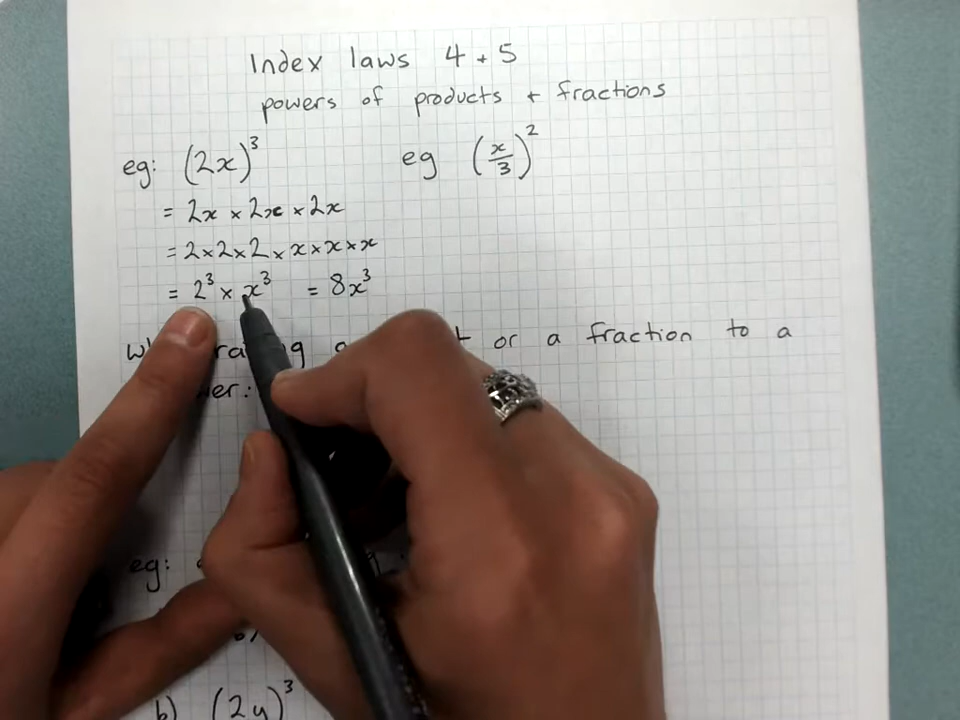 Index laws 4 + 5
powers of products + fractions
eg: (2x)³
= 2x × 2x × 2x
= 2×2×2 × x×x×x
= 2³ × x³ = 8x³
eg (x/3)²
or a fraction to a
eg:
b) (2y)³